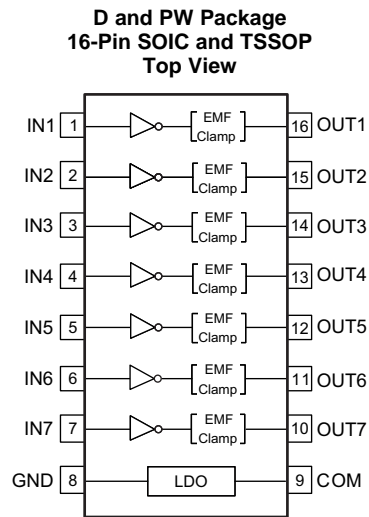 D and PW Package
16-Pin SOIC and TSSOP
Top View
IN1 1 EMF Clamp 16 OUT1
IN2 2 EMF Clamp 15 OUT2
IN3 3 EMF Clamp 14 OUT3
IN4 4 EMF Clamp 13 OUT4
IN5 5 EMF Clamp 12 OUT5
IN6 6 EMF Clamp 11 OUT6
IN7 7 EMF Clamp 10 OUT7
GND 8 LDO 9 COM